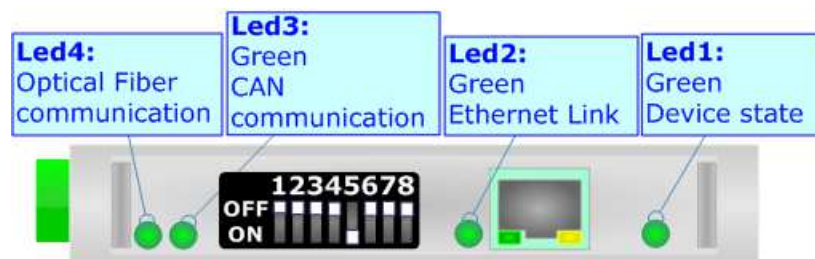 Led4:
Optical Fiber
communication
Led3:
Green
CAN
communication
Led2:
Green
Ethernet Link
Led1:
Green
Device state
12345678
OFF
ON